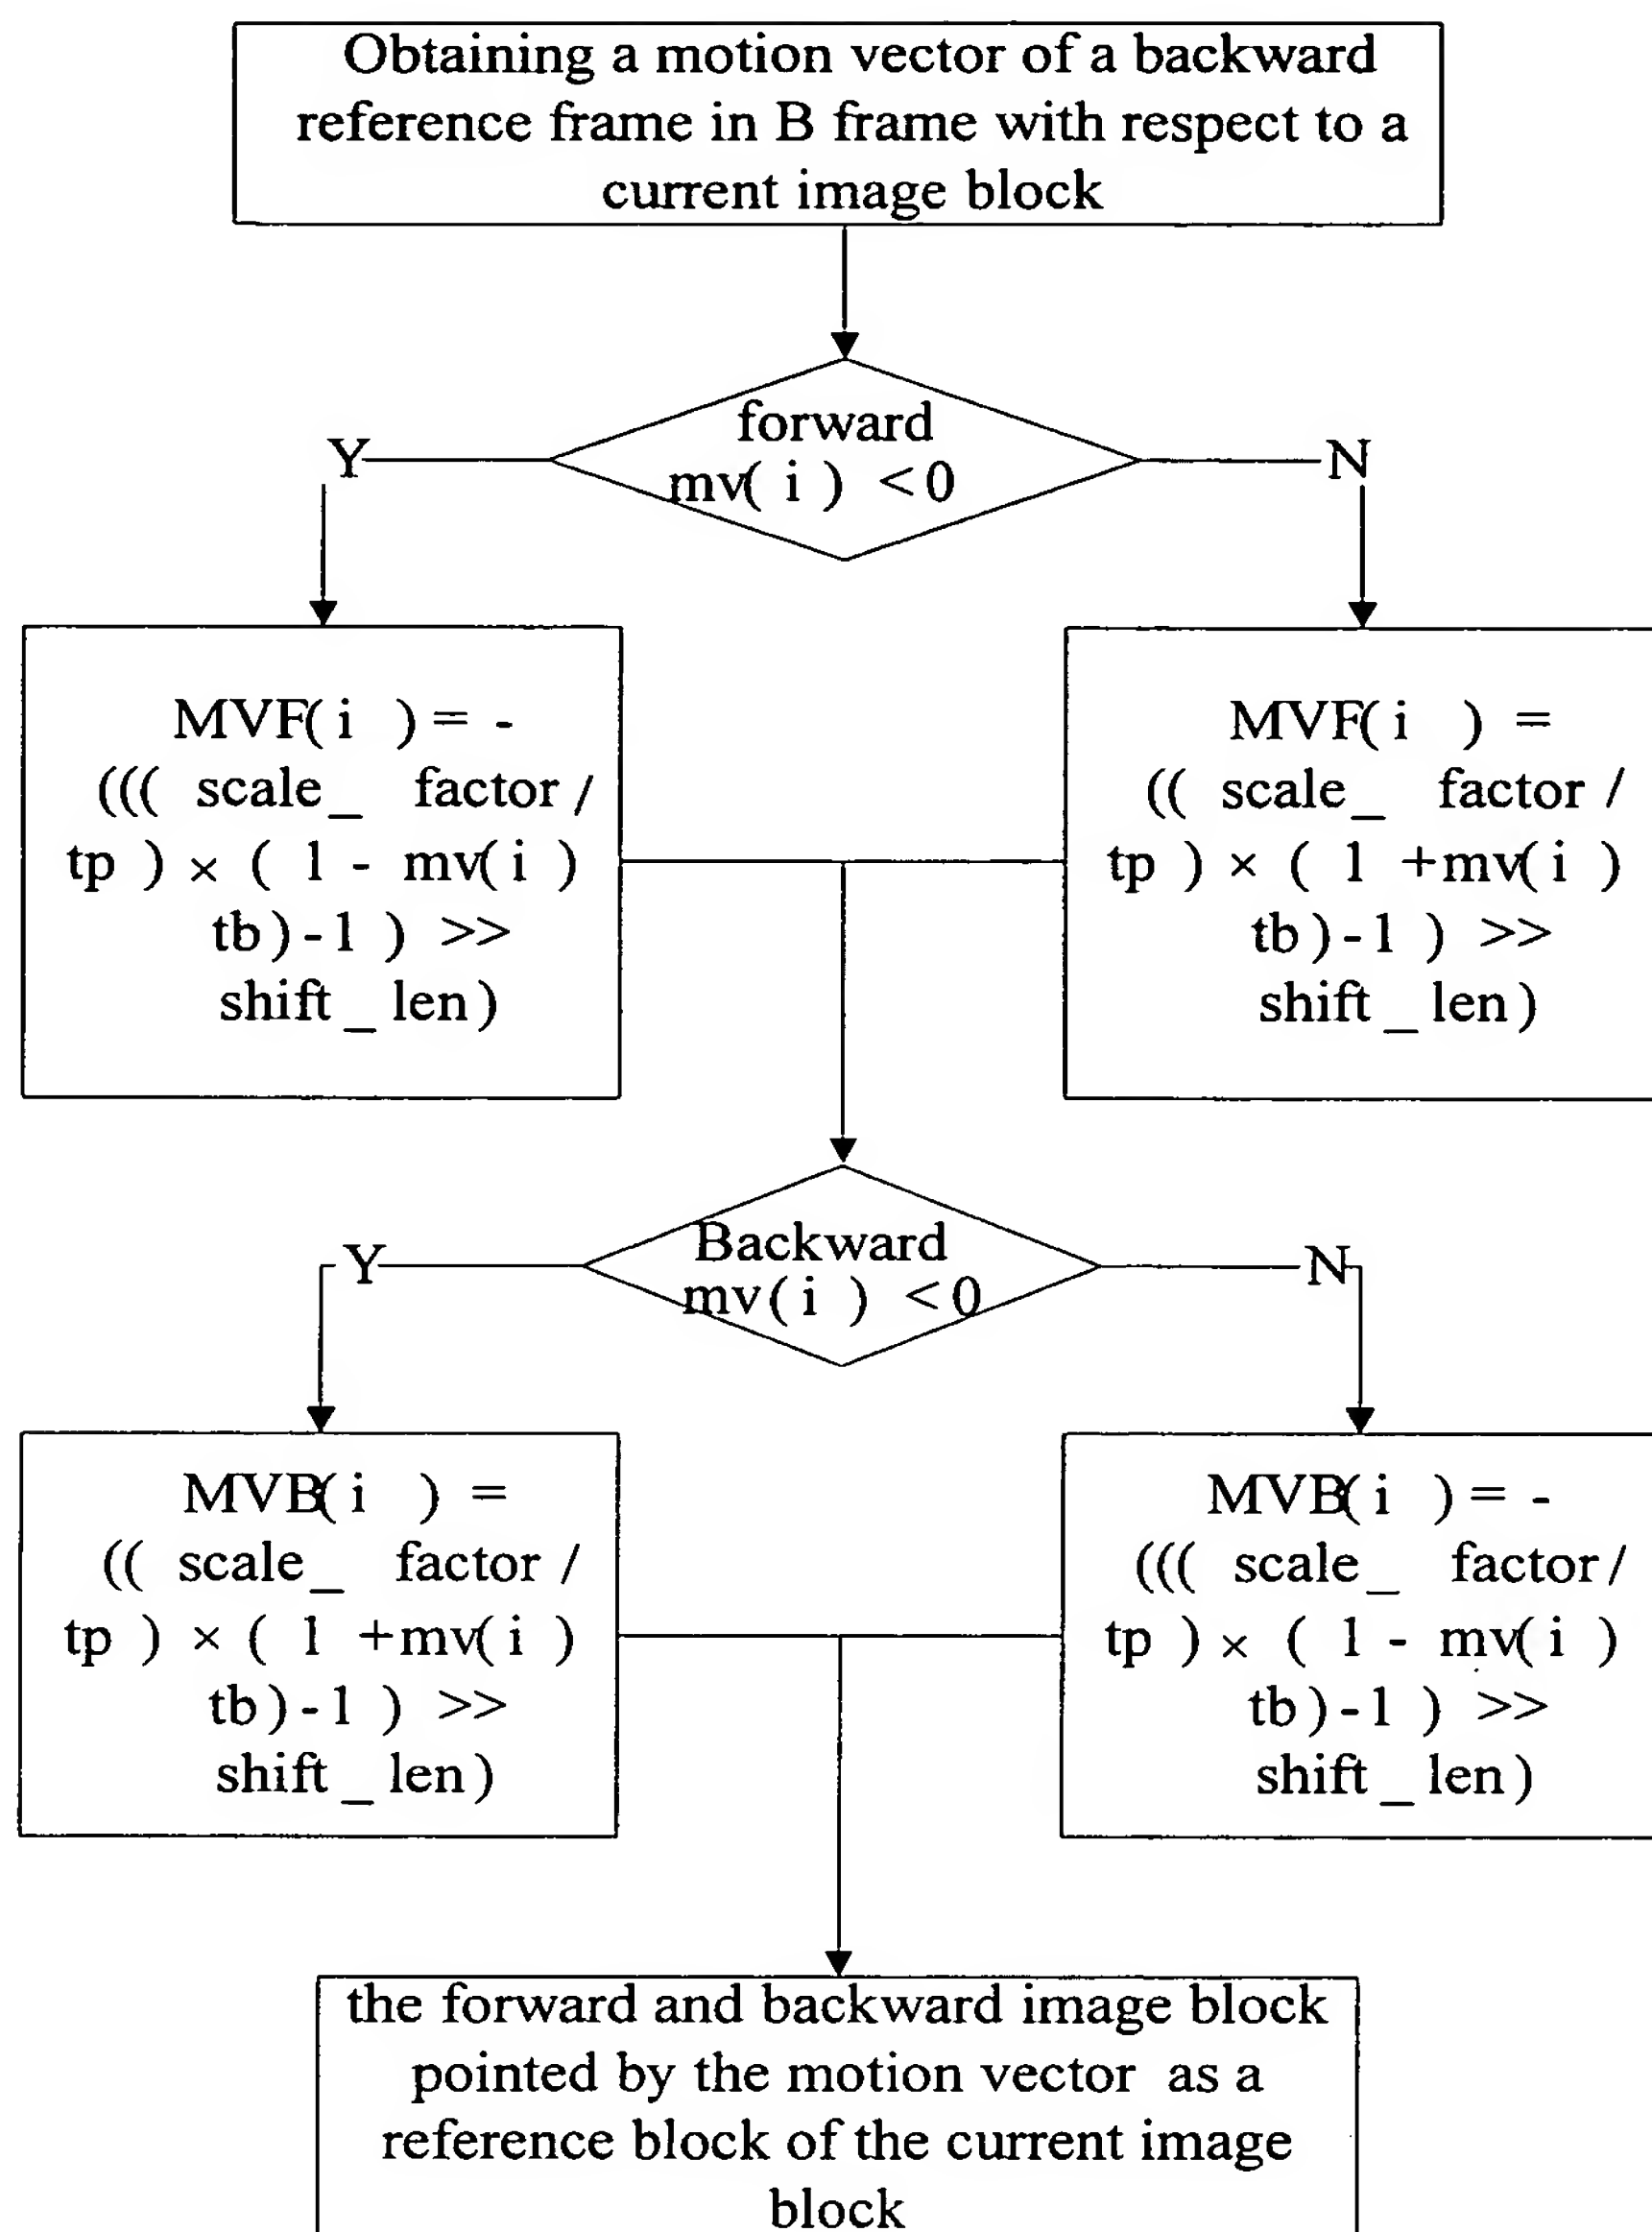 Obtaining a motion vector of a backward
reference frame in B frame with respect to a
current image block
forward
mv( i ) <0
Y
N
MVF( i ) = -
((( scale_ factor /
tp ) × ( 1 - mv( i )
tb ) -1 ) >>
shift _ len )
MVF( i ) =
(( scale_ factor /
tp ) × ( 1 +mv( i )
tb ) -1 ) >>
shift _ len )
Backward
mv( i ) <0
Y
N
MVB( i ) =
(( scale_ factor /
tp ) × ( 1 +mv( i )
tb ) -1 ) >>
shift _ len )
MVB( i ) = -
((( scale_ factor /
tp ) × ( 1 - mv( i )
tb ) -1 ) >>
shift _ len )
the forward and backward image block
pointed by the motion vector as a
reference block of the current image
block